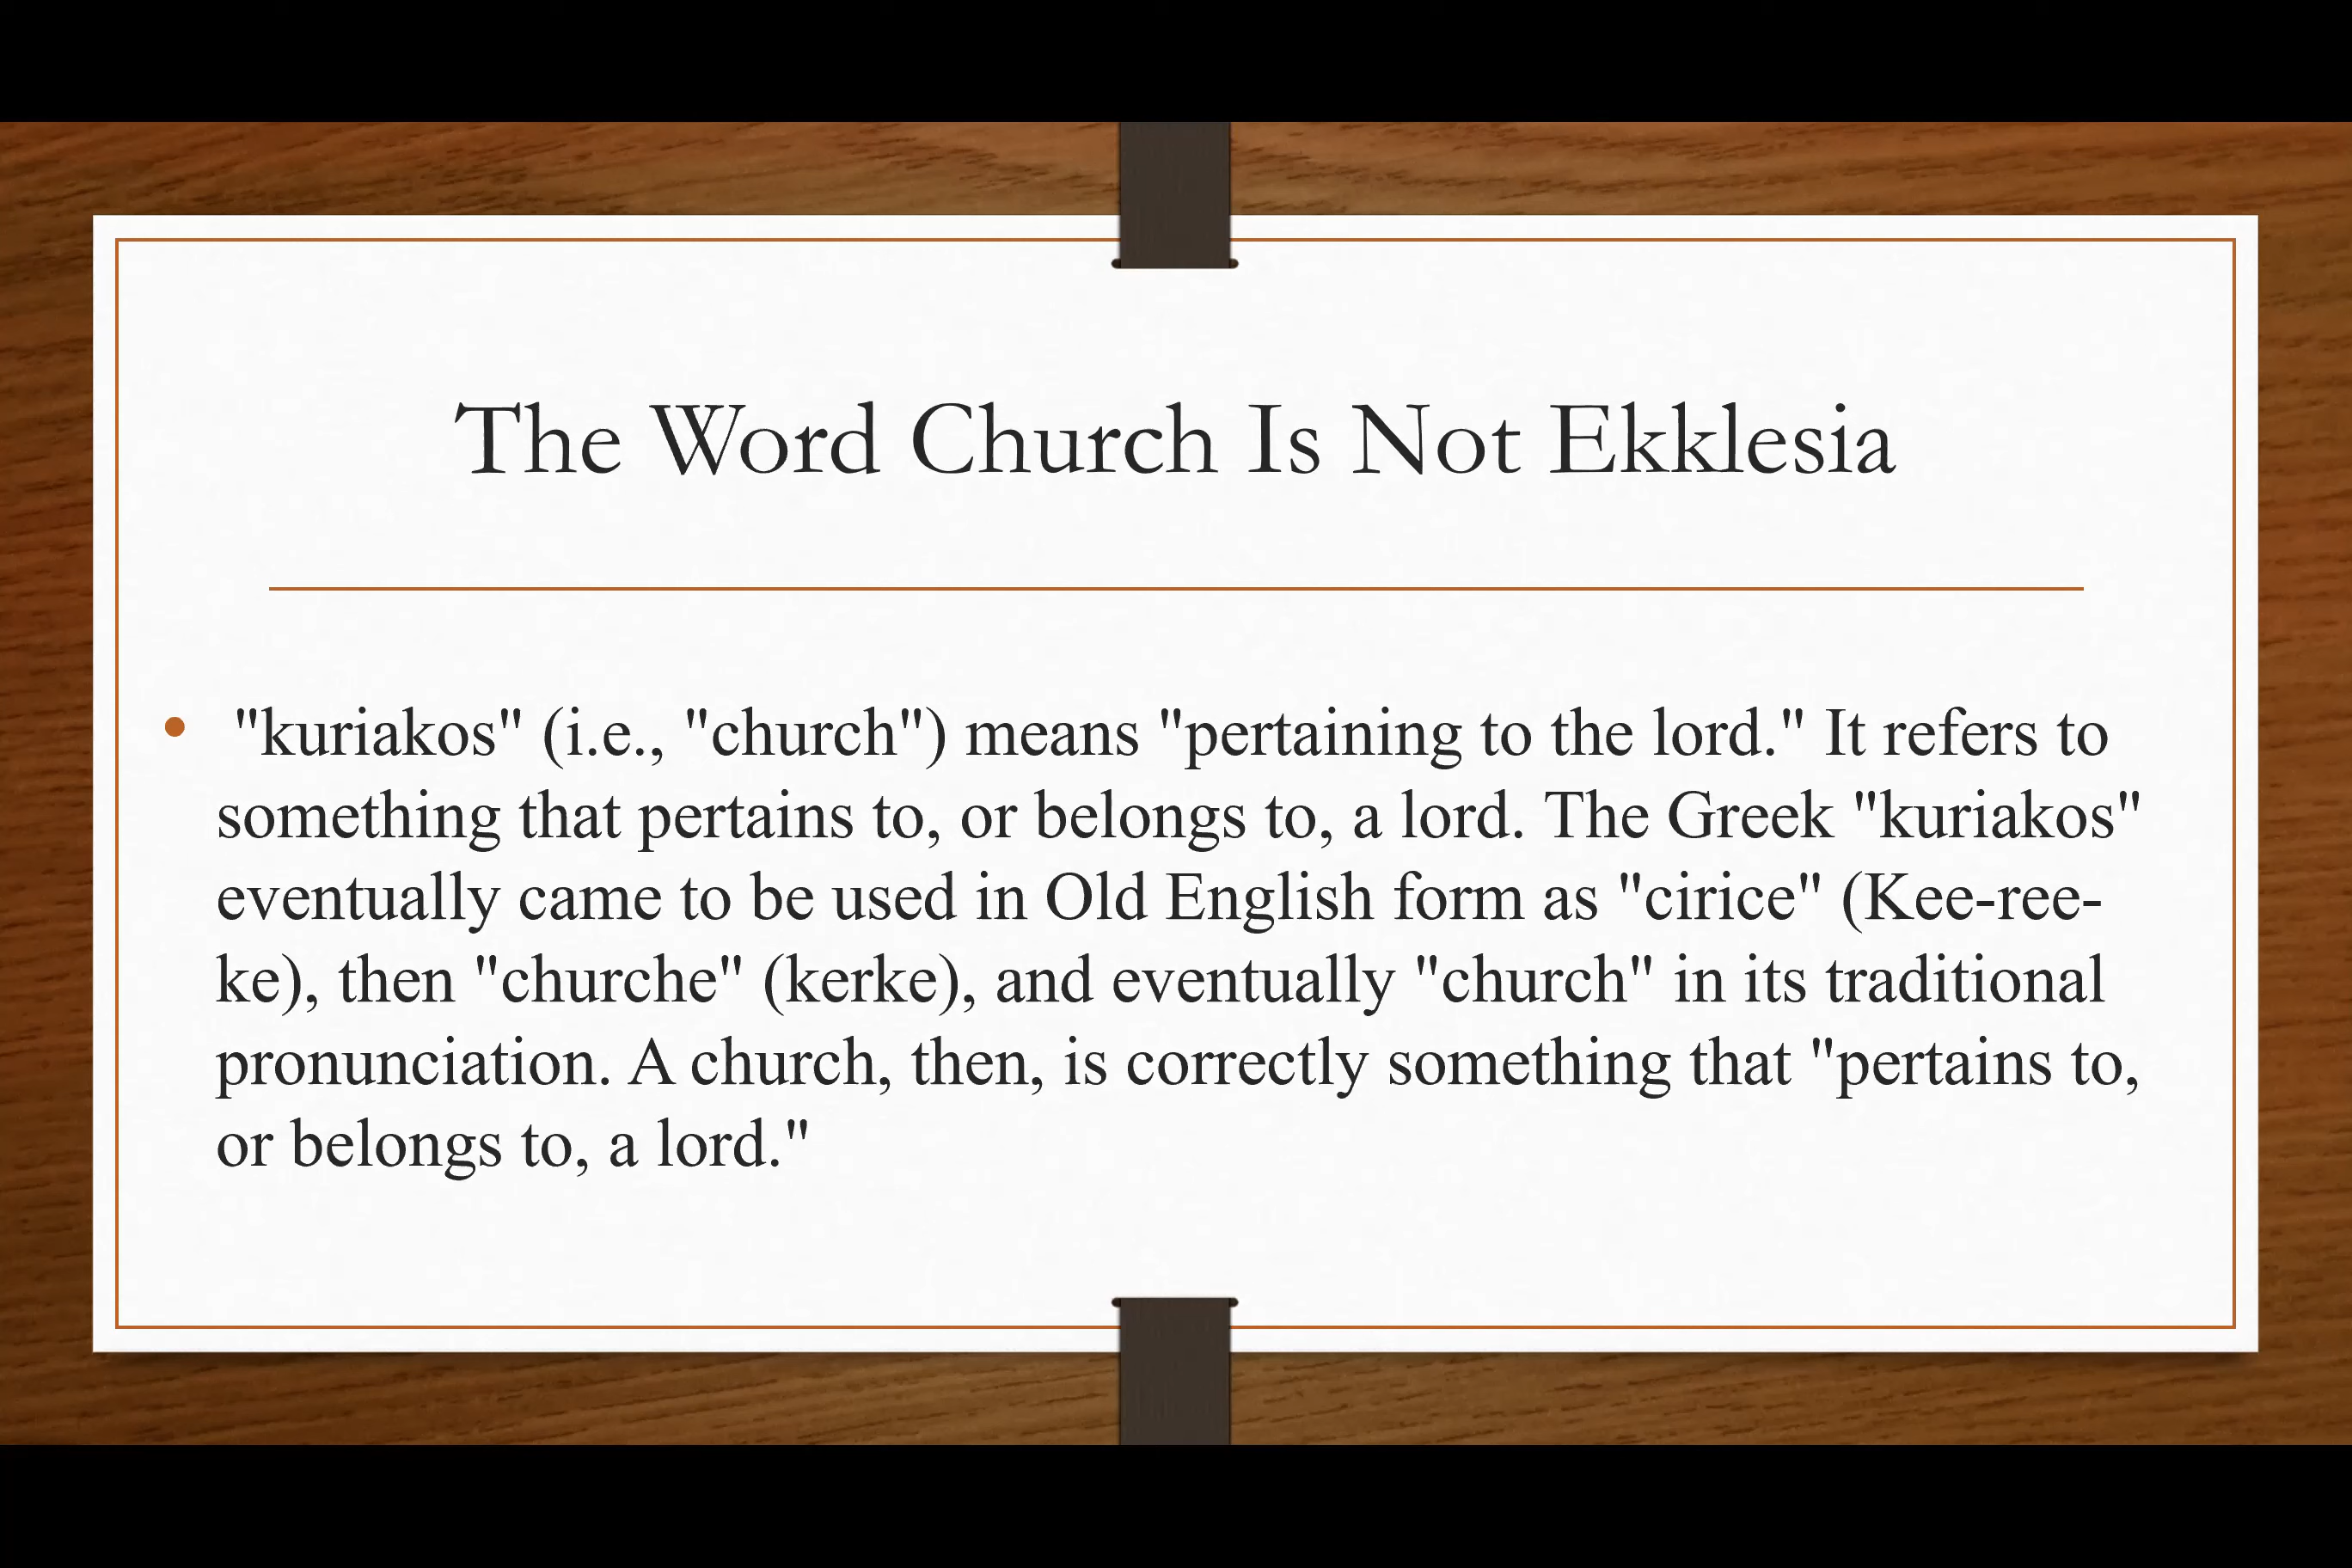 The Word Church Is Not Ekklesia
• "kuriakos" (i.e., "church") means "pertaining to the lord." It refers to
something that pertains to, or belongs to, a lord. The Greek "kuriakos"
eventually came to be used in Old English form as "cirice" (Kee-ree-
ke), then "churche" (kerke), and eventually "church" in its traditional
pronunciation. A church, then, is correctly something that "pertains to,
or belongs to, a lord."